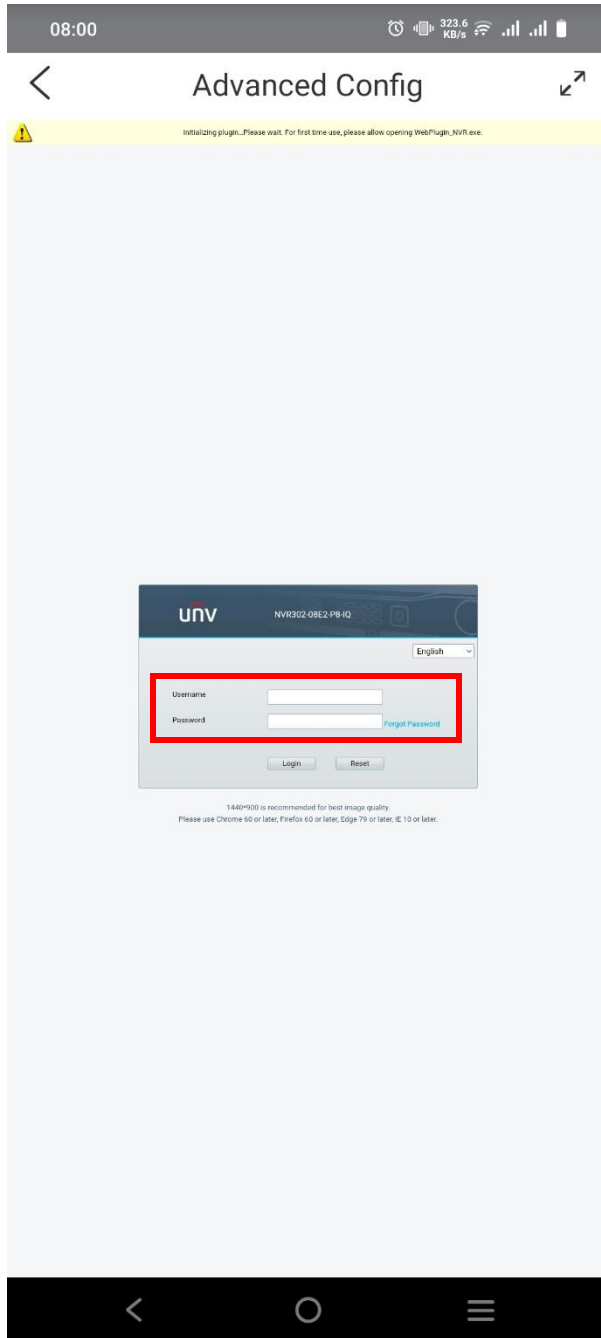 08:00
323.6
KB/s
Advanced Config
Initializing plugin...Please wait. For first time use, please allow opening WebPlugin_NVR.exe.
unv
NVR302-08E2-P8-IQ
English
Username
Password
Forgot Password
Login
Reset
1440*900 is recommended for best image quality.
Please use Chrome 60 or later, Firefox 60 or later, Edge 79 or later, IE 10 or later.